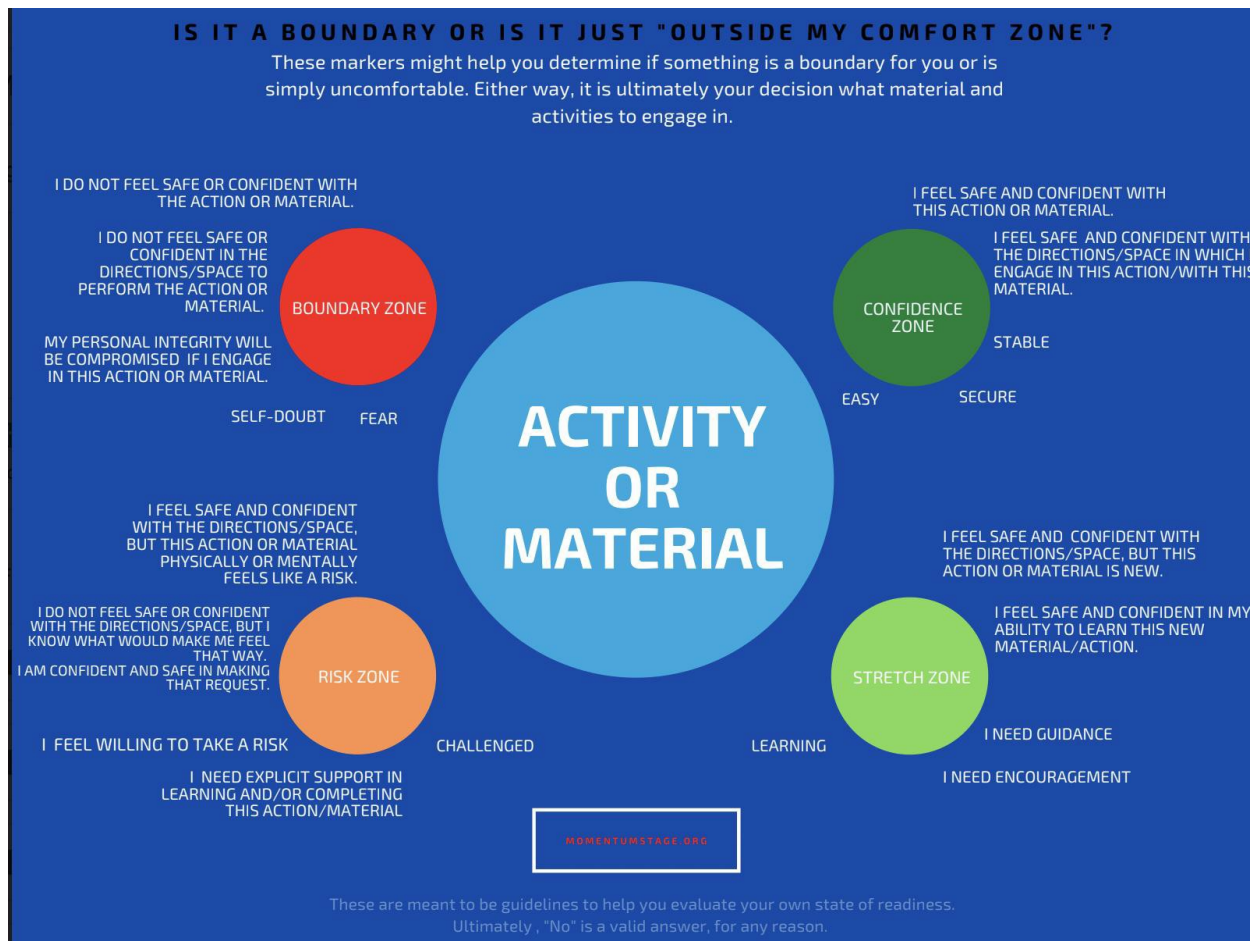 IS IT A BOUNDARY OR IS IT JUST "OUTSIDE MY COMFORT ZONE"?
These markers might help you determine if something is a boundary for you or is
simply uncomfortable. Either way, it is ultimately your decision what material and
activities to engage in.
I DO NOT FEEL SAFE OR CONFIDENT WITH
THE ACTION OR MATERIAL.
I DO NOT FEEL SAFE OR
CONFIDENT IN THE
DIRECTIONS/SPACE TO
PERFORM THE ACTION OR
MATERIAL.
BOUNDARY ZONE
MY PERSONAL INTEGRITY WILL
BE COMPROMISED IF I ENGAGE
IN THIS ACTION OR MATERIAL.
SELF-DOUBT
FEAR
I FEEL SAFE AND CONFIDENT WITH
THIS ACTION OR MATERIAL.
I FEEL SAFE AND CONFIDENT WITH
THE DIRECTIONS/SPACE IN WHICH
ENGAGE IN THIS ACTION/WITH THIS
MATERIAL.
CONFIDENCE
ZONE
STABLE
EASY
SECURE
ACTIVITY
OR
MATERIAL
I FEEL SAFE AND CONFIDENT
WITH THE DIRECTIONS/SPACE,
BUT THIS ACTION OR MATERIAL
PHYSICALLY OR MENTALLY
FEELS LIKE A RISK.
I DO NOT FEEL SAFE OR CONFIDENT
WITH THE DIRECTIONS/SPACE, BUT I
KNOW WHAT WOULD MAKE ME FEEL
THAT WAY.
I AM CONFIDENT AND SAFE IN MAKING
THAT REQUEST.
RISK ZONE
I FEEL WILLING TO TAKE A RISK
CHALLENGED
I NEED EXPLICIT SUPPORT IN
LEARNING AND/OR COMPLETING
THIS ACTION/MATERIAL
I FEEL SAFE AND CONFIDENT WITH
THE DIRECTIONS/SPACE, BUT THIS
ACTION OR MATERIAL IS NEW.
I FEEL SAFE AND CONFIDENT IN MY
ABILITY TO LEARN THIS NEW
MATERIAL/ACTION.
STRETCH ZONE
LEARNING
I NEED GUIDANCE
I NEED ENCOURAGEMENT
MOMENTUMSTAGE.ORG
These are meant to be guidelines to help you evaluate your own state of readiness.
Ultimately , "No" is a valid answer, for any reason.